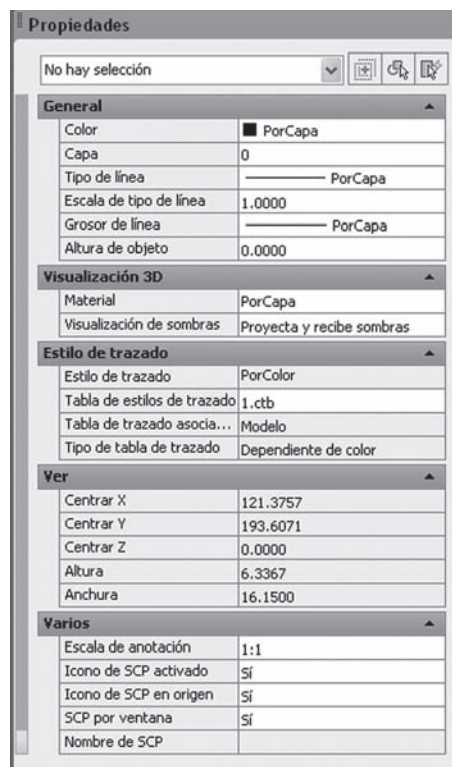 Propiedades
No hay selección
General
Color PorCapa
Capa 0
Tipo de línea PorCapa
Escala de tipo de línea 1.0000
Grosor de línea PorCapa
Altura de objeto 0.0000
Visualización 3D
Material PorCapa
Visualización de sombras Proyecta y recibe sombras
Estilo de trazado
Estilo de trazado PorColor
Tabla de estilos de trazado 1.ctb
Tabla de trazado asocia... Modelo
Tipo de tabla de trazado Dependiente de color
Ver
Centrar X 121.3757
Centrar Y 193.6071
Centrar Z 0.0000
Altura 6.3367
Anchura 16.1500
Varios
Escala de anotación 1:1
Icono de SCP activado Sí
Icono de SCP en origen Sí
SCP por ventana Sí
Nombre de SCP